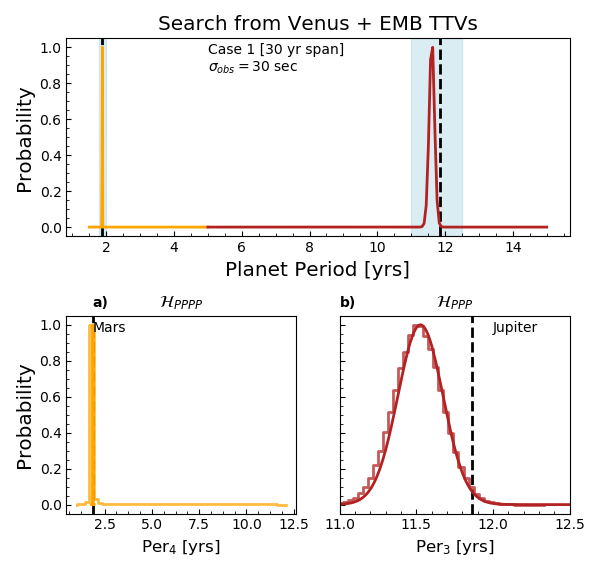 Search from Venus + EMB TTVs
Case 1 [30 yr span]
σ_obs = 30 sec
Probability
1.0
0.8
0.6
0.4
0.2
0.0
2 4 6 8 10 12 14
Planet Period [yrs]
a) ℋ_PPPP
Mars
Probability
1.0
0.8
0.6
0.4
0.2
0.0
2.5 5.0 7.5 10.0 12.5
Per₄ [yrs]
b) ℋ_PPP
Jupiter
11.0 11.5 12.0 12.5
Per₃ [yrs]